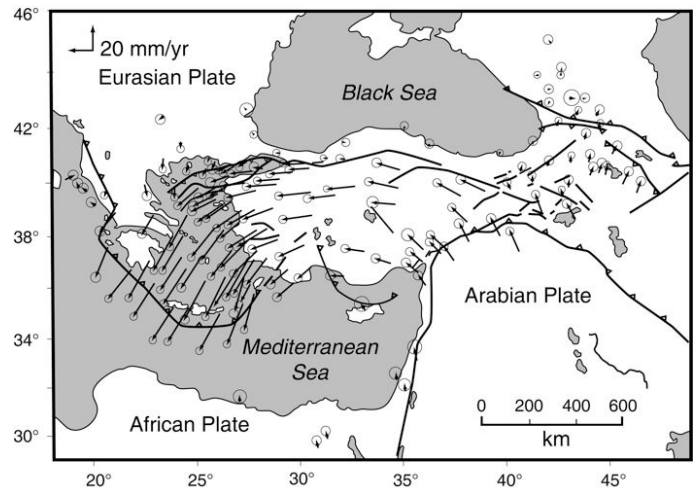 46°
20 mm/yr
Eurasian Plate
Black Sea
42°
40°
38°
Arabian Plate
34°
Mediterranean
Sea
0 200 400 600
km
African Plate
30°
20° 25° 30° 35° 40° 45°